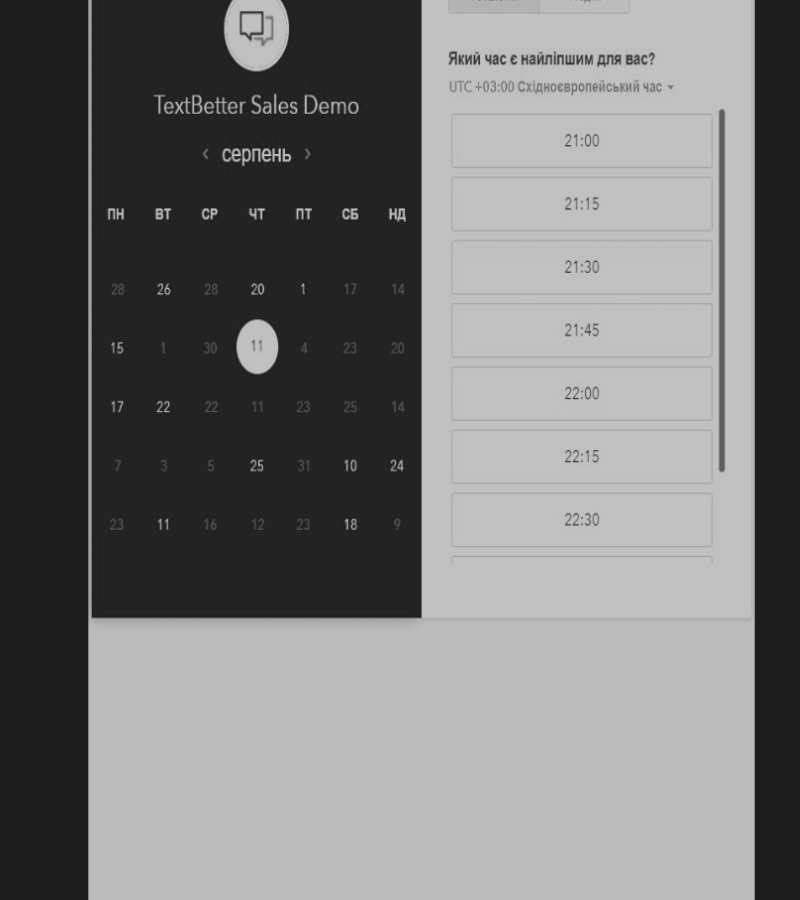 TextBetter Sales Demo
‹ серпень ›
ПН ВТ СР ЧТ ПТ СБ НД
28 26 28 20 1 17 14
15 1 30 11 4 23 20
17 22 22 11 23 25 14
7 3 5 25 31 10 24
23 11 16 12 23 18 9
Який час є найліпшим для вас?
UTC +03:00 Східноєвропейський час
21:00
21:15
21:30
21:45
22:00
22:15
22:30